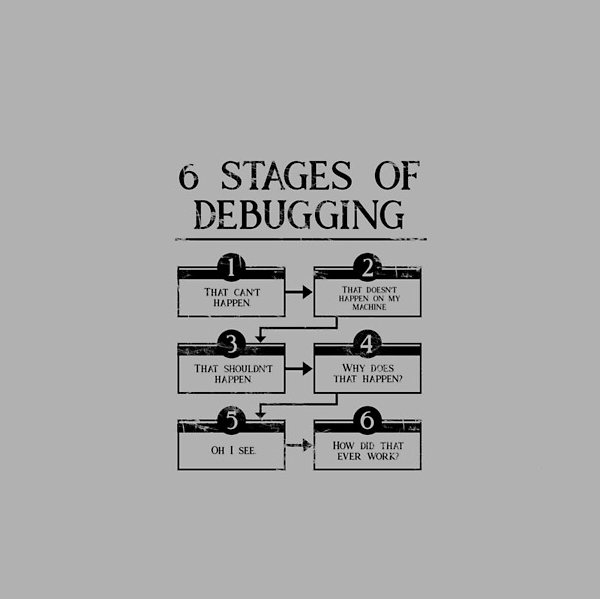 6 STAGES OF
DEBUGGING
1
THAT CAN'T
HAPPEN
2
THAT DOESN'T
HAPPEN ON MY
MACHINE
3
THAT SHOULDN'T
HAPPEN
4
WHY DOES
THAT HAPPEN?
5
OH I SEE.
6
HOW DID THAT
EVER WORK?